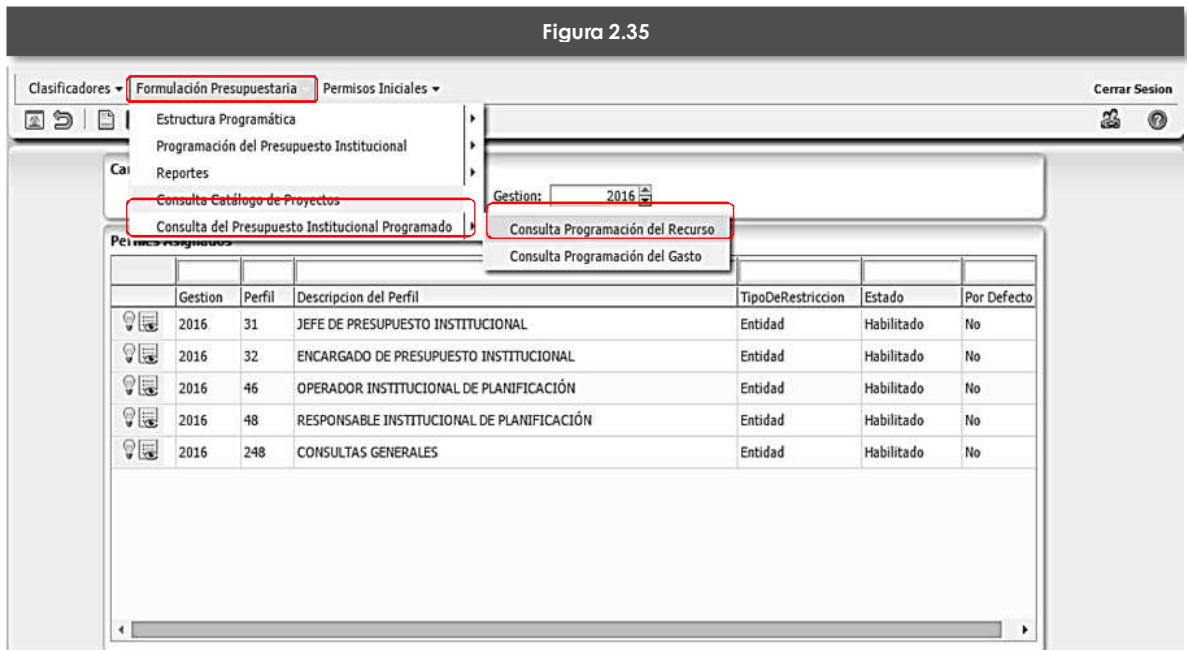 Figura 2.35
Clasificadores Formulación Presupuestaria Permisos Iniciales Cerrar Sesion
Estructura Programática
Programación del Presupuesto Institucional
Reportes
Consulta Catálogo de Proyectos
Consulta del Presupuesto Institucional Programado
Gestion: 2016
Consulta Programación del Recurso
Consulta Programación del Gasto
Perfiles Asignados
Gestion Perfil Descripcion del Perfil TipoDeRestriccion Estado Por Defecto
2016 31 JEFE DE PRESUPUESTO INSTITUCIONAL Entidad Habilitado No
2016 32 ENCARGADO DE PRESUPUESTO INSTITUCIONAL Entidad Habilitado No
2016 46 OPERADOR INSTITUCIONAL DE PLANIFICACIÓN Entidad Habilitado No
2016 48 RESPONSABLE INSTITUCIONAL DE PLANIFICACIÓN Entidad Habilitado No
2016 248 CONSULTAS GENERALES Entidad Habilitado No